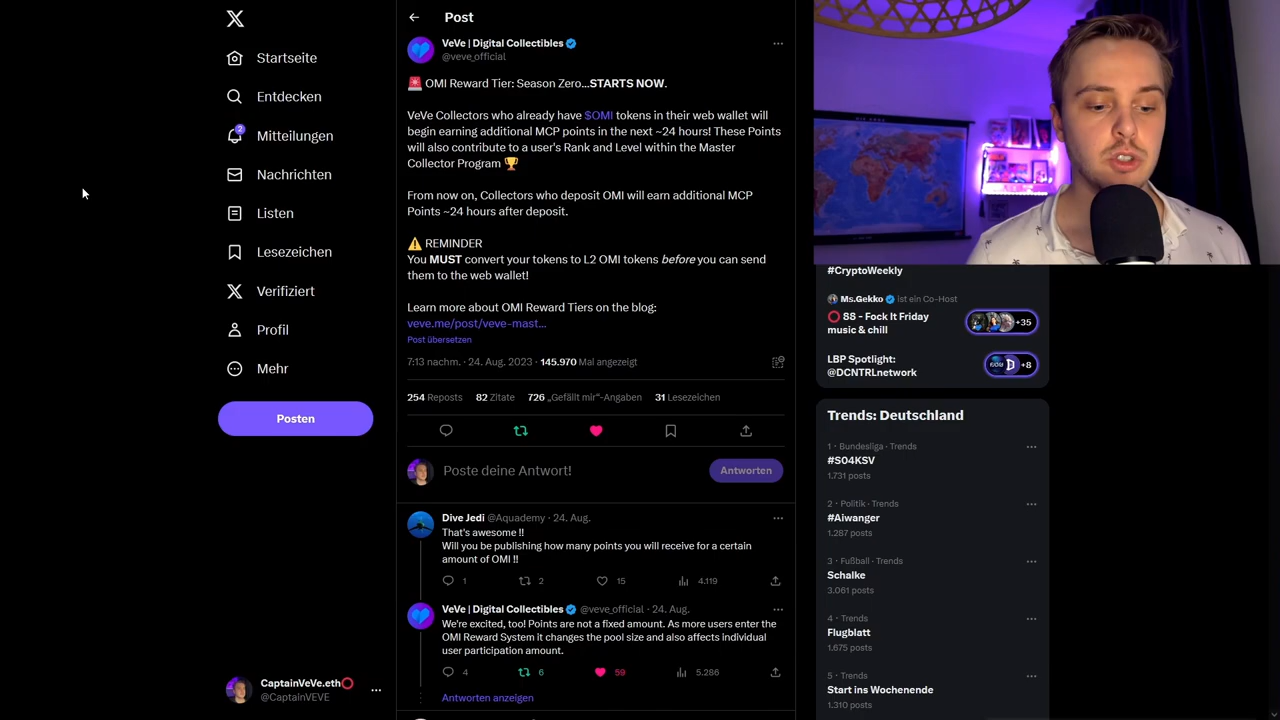 Startseite
Entdecken
2
Mitteilungen
Nachrichten
Listen
Lesezeichen
Verifiziert
Profil
Mehr
Posten
CaptainVeVe.eth⭕
@CaptainVEVE
Post
VeVe | Digital Collectibles
@veve_official
🚨 OMI Reward Tier: Season Zero...STARTS NOW.
VeVe Collectors who already have $OMI tokens in their web wallet will
begin earning additional MCP points in the next ~24 hours! These Points
will also contribute to a user's Rank and Level within the Master
Collector Program 🏆
From now on, Collectors who deposit OMI will earn additional MCP
Points ~24 hours after deposit.
⚠️ REMINDER
You MUST convert your tokens to L2 OMI tokens before you can send
them to the web wallet!
Learn more about OMI Reward Tiers on the blog:
veve.me/post/veve-mast...
Post übersetzen
7:13 nachm. · 24. Aug. 2023 · 145.970 Mal angezeigt
254 Reposts 82 Zitate 726 „Gefällt mir“-Angaben 31 Lesezeichen
Poste deine Antwort!
Antworten
Dive Jedi @Aquademy · 24. Aug.
That's awesome !!
Will you be publishing how many points you will receive for a certain
amount of OMI !!
1 2 15 4.119
VeVe | Digital Collectibles @veve_official · 24. Aug.
We're excited, too! Points are not a fixed amount. As more users enter the
OMI Reward System it changes the pool size and also affects individual
user participation amount.
4 6 59 5.286
Antworten anzeigen
#CryptoWeekly
Ms.Gekko ist ein Co-Host
⭕ 88 - Fock It Friday
music & chill
+35
LBP Spotlight:
@DCNTRLnetwork
+8
Trends: Deutschland
1 · Bundesliga · Trends
#S04KSV
1.731 posts
2 · Politik · Trends
#Aiwanger
1.287 posts
3 · Fußball · Trends
Schalke
3.061 posts
4 · Trends
Flugblatt
1.675 posts
5 · Trends
Start ins Wochenende
1.310 posts